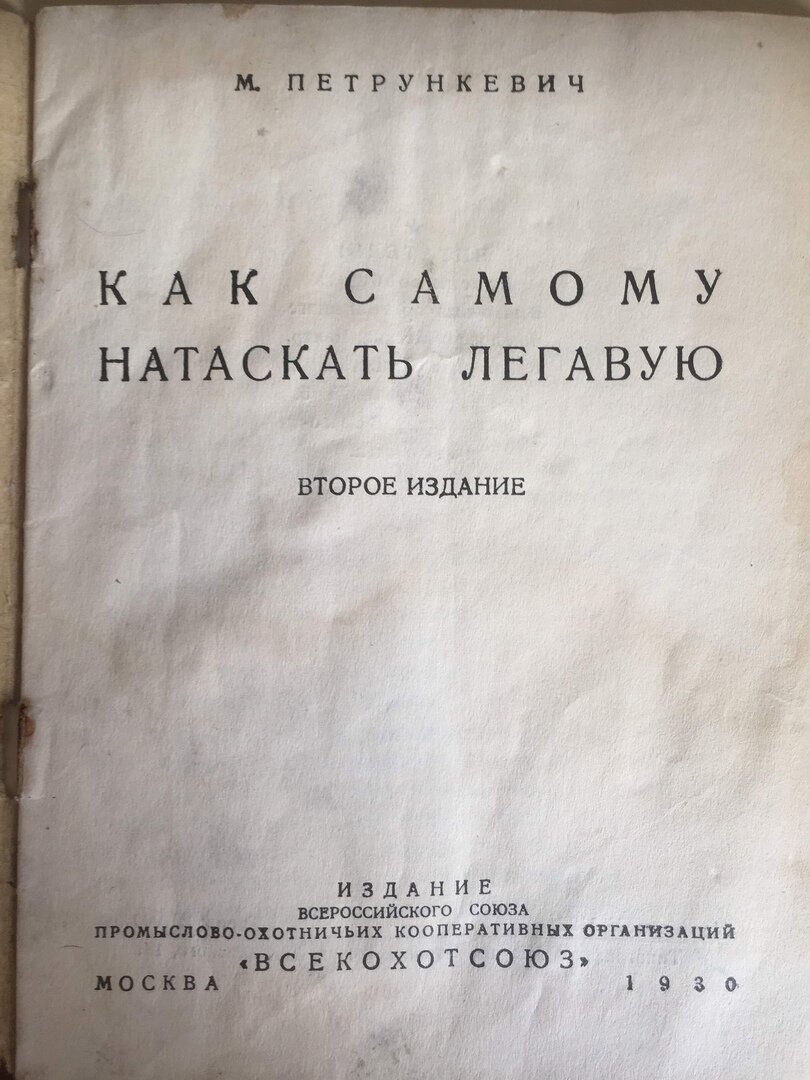 М. ПЕТРУНКЕВИЧ
КАК САМОМУ
НАТАСКАТЬ ЛЕГАВУЮ
ВТОРОЕ ИЗДАНИЕ
ИЗДАНИЕ
ВСЕРОССИЙСКОГО СОЮЗА
ПРОМЫСЛОВО-ОХОТНИЧЬИХ КООПЕРАТИВНЫХ ОРГАНИЗАЦИЙ
«ВСЕКОХОТСОЮЗ»
МОСКВА 1930